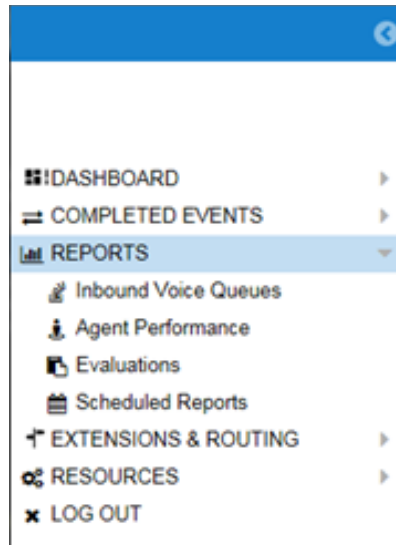 DASHBOARD
COMPLETED EVENTS
REPORTS
Inbound Voice Queues
Agent Performance
Evaluations
Scheduled Reports
EXTENSIONS & ROUTING
RESOURCES
LOG OUT